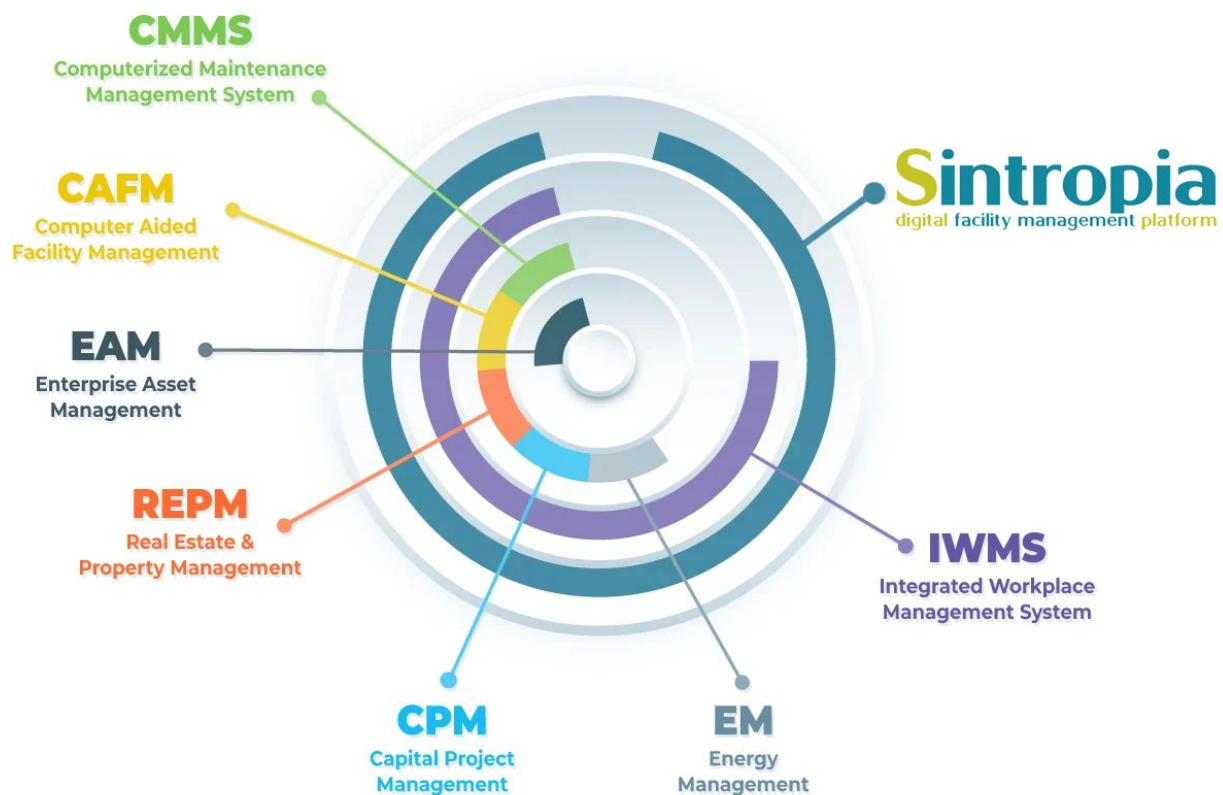 CMMS
Computerized Maintenance
Management System
CAFM
Computer Aided
Facility Management
EAM
Enterprise Asset
Management
REPM
Real Estate &
Property Management
CPM
Capital Project
Management
EM
Energy
Management
IWMS
Integrated Workplace
Management System
Sintropia
digital facility management platform